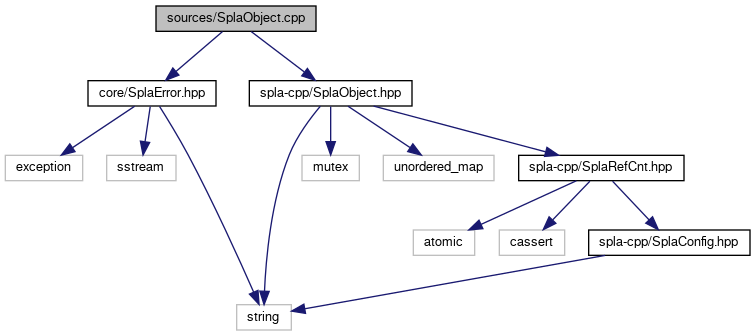 sources/SplaObject.cpp
core/SplaError.hpp
spla-cpp/SplaObject.hpp
exception
sstream
mutex
unordered_map
spla-cpp/SplaRefCnt.hpp
atomic
cassert
spla-cpp/SplaConfig.hpp
string